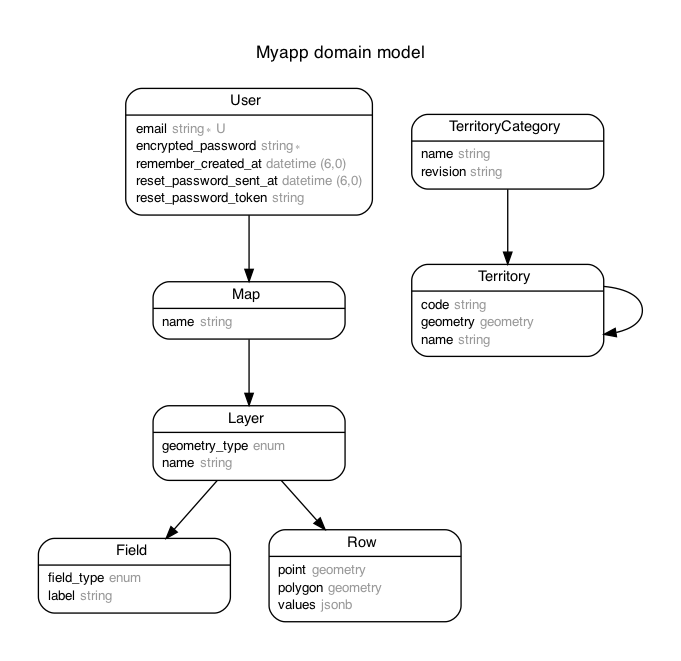 Myapp domain model
User
email string * U
encrypted_password string *
remember_created_at datetime (6,0)
reset_password_sent_at datetime (6,0)
reset_password_token string
TerritoryCategory
name string
revision string
Map
name string
Territory
code string
geometry geometry
name string
Layer
geometry_type enum
name string
Field
field_type enum
label string
Row
point geometry
polygon geometry
values jsonb